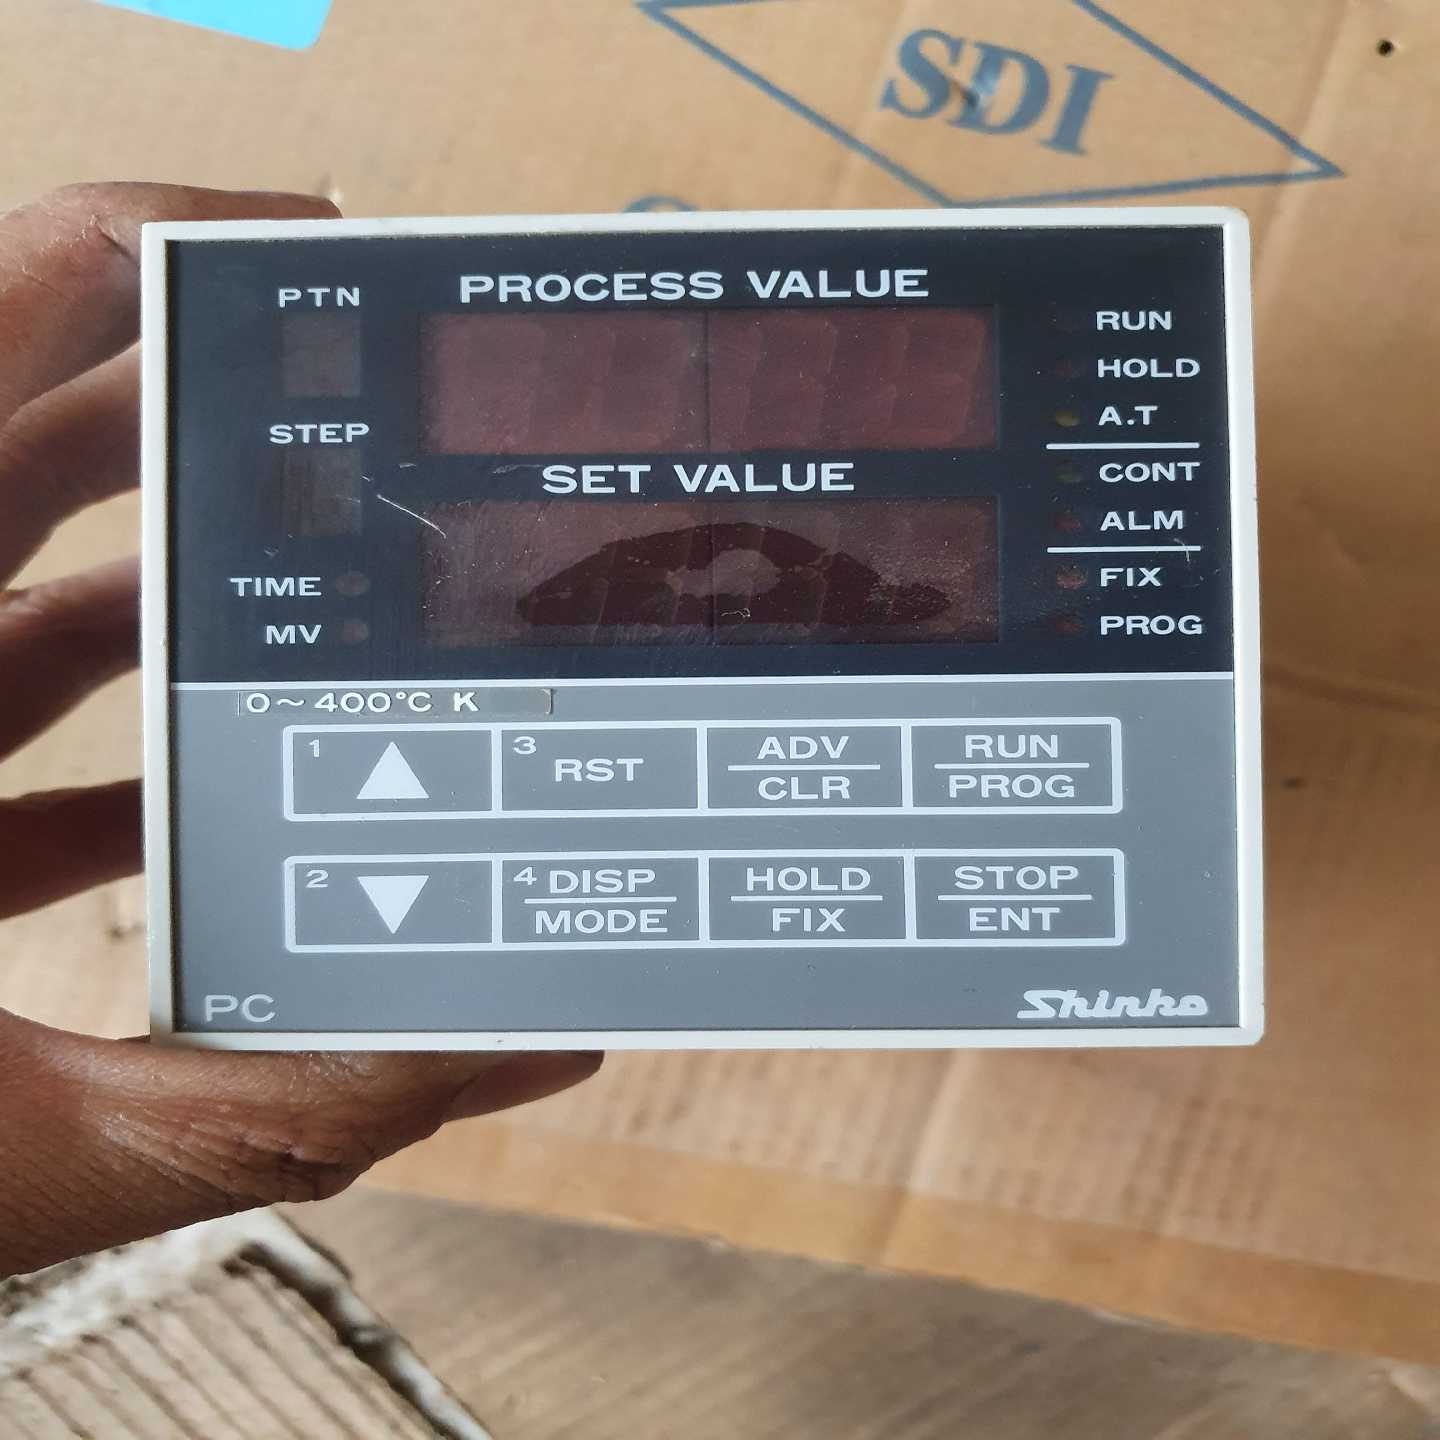 SDI
PTN
PROCESS VALUE
RUN
HOLD
A.T
STEP
SET VALUE
CONT
ALM
TIME
FIX
MV
PROG
0~400°C K
1 ▲
3 RST
ADV
CLR
RUN
PROG
2 ▼
4 DISP
MODE
HOLD
FIX
STOP
ENT
PC
Shinko